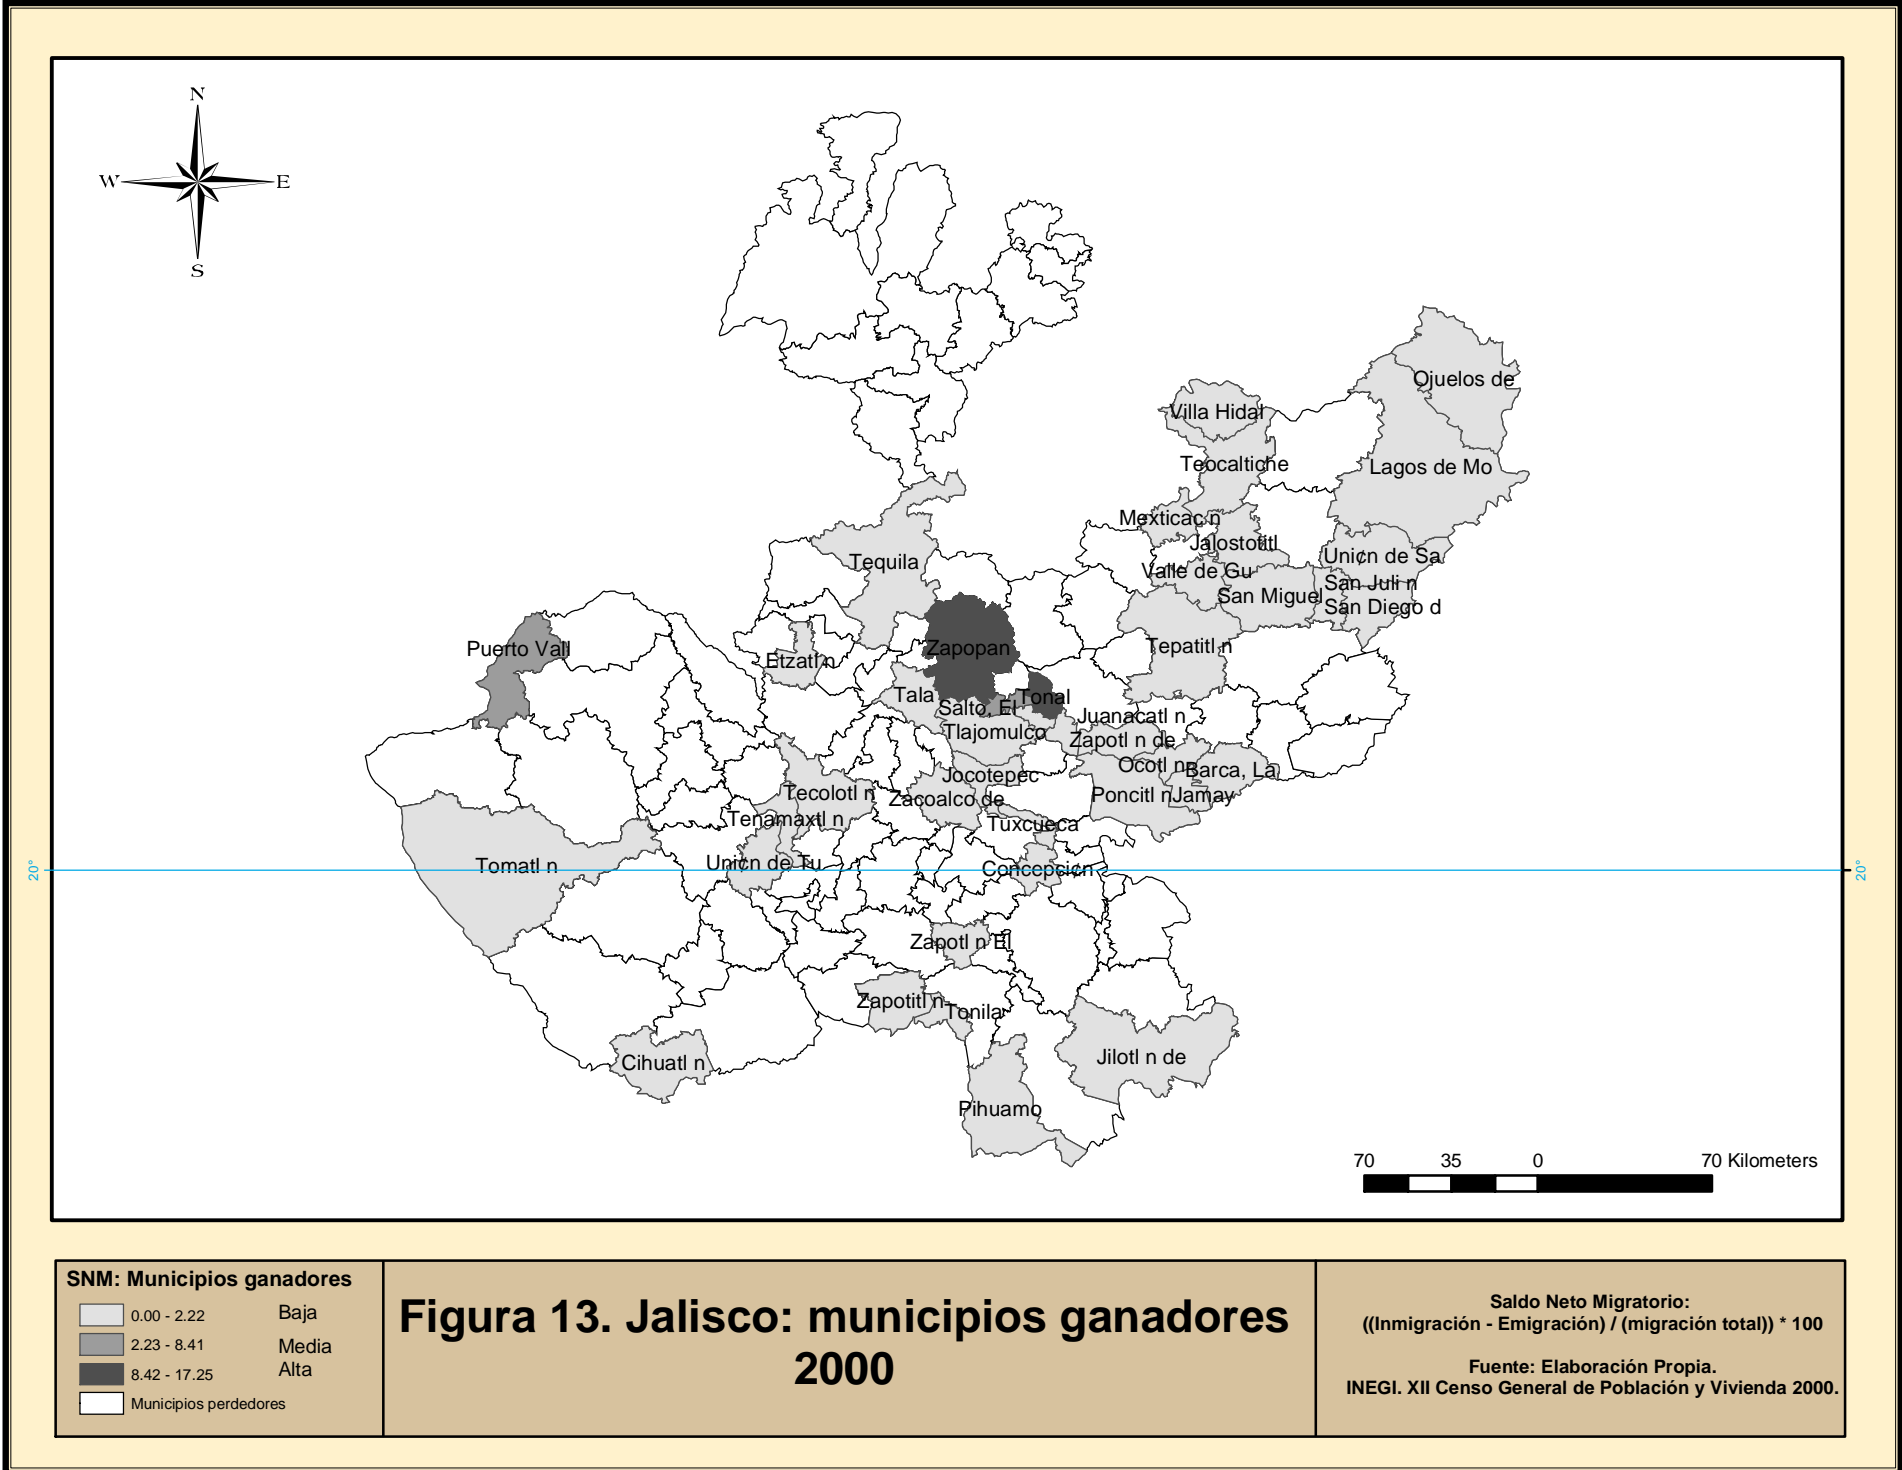 N
W E
S
Ojuelos de
Villa Hidal
Teocaltiche
Lagos de Mo
Mexticac n
Jalostotitl
Uni¢n de Sa
Tequila
Valle de Gu
San Juli n
San Miguel
San Diego d
Puerto Vall
Zapopan
Tepatitl n
Etzatl n
Tala
Tonal
Salto, El
Juanacatl n
Tlajomulco
Zapotl n de
Ocotl n
Barca, La
Jocotepec
Tecolotl n
Zacoalco de
Poncitl n
Jamay
Tenamaxtl n
Tuxcueca
Uni¢n de Tu
Tomatl n
Concepci¢n
20°
20°
Zapotl n El
Zapotitl n
Tonila
Cihuatl n
Jilotl n de
Pihuamo
70 35 0 70 Kilometers
SNM: Municipios ganadores
0.00 - 2.22 Baja
2.23 - 8.41 Media
8.42 - 17.25 Alta
Municipios perdedores
Figura 13. Jalisco: municipios ganadores
2000
Saldo Neto Migratorio:
((Inmigración - Emigración) / (migración total)) * 100
Fuente: Elaboración Propia.
INEGI. XII Censo General de Población y Vivienda 2000.